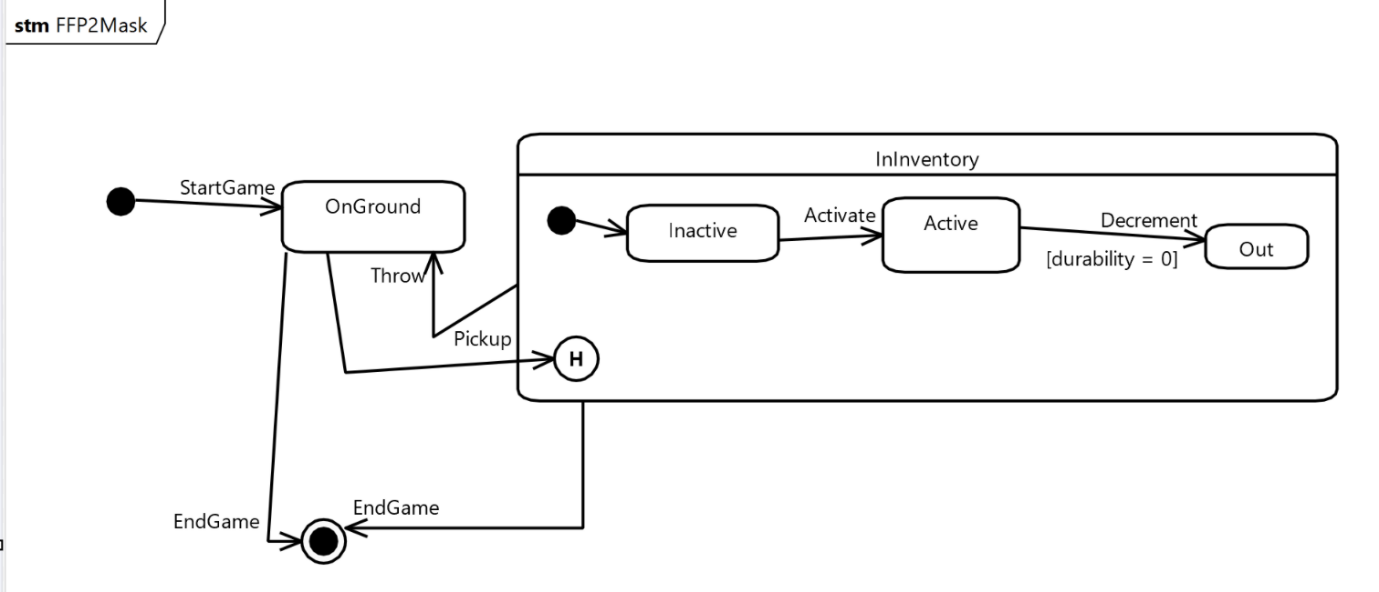 stm FFP2Mask
InInventory
StartGame
OnGround
Inactive
Activate
Active
Decrement
[durability = 0]
Out
Throw
Pickup
H
EndGame
EndGame